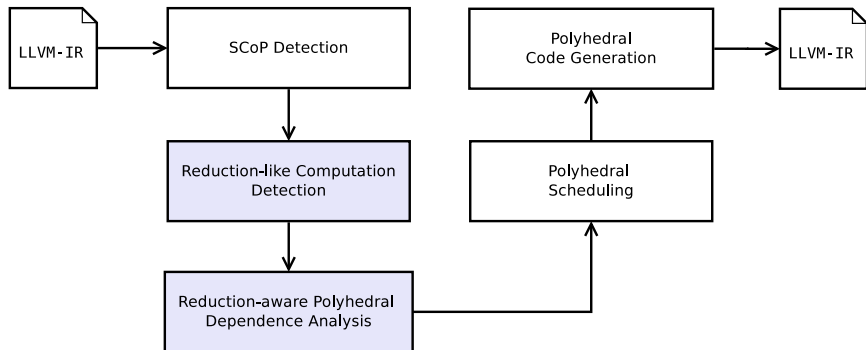 LLVM-IR
SCoP Detection
Reduction-like Computation
Detection
Reduction-aware Polyhedral
Dependence Analysis
Polyhedral
Scheduling
Polyhedral
Code Generation
LLVM-IR